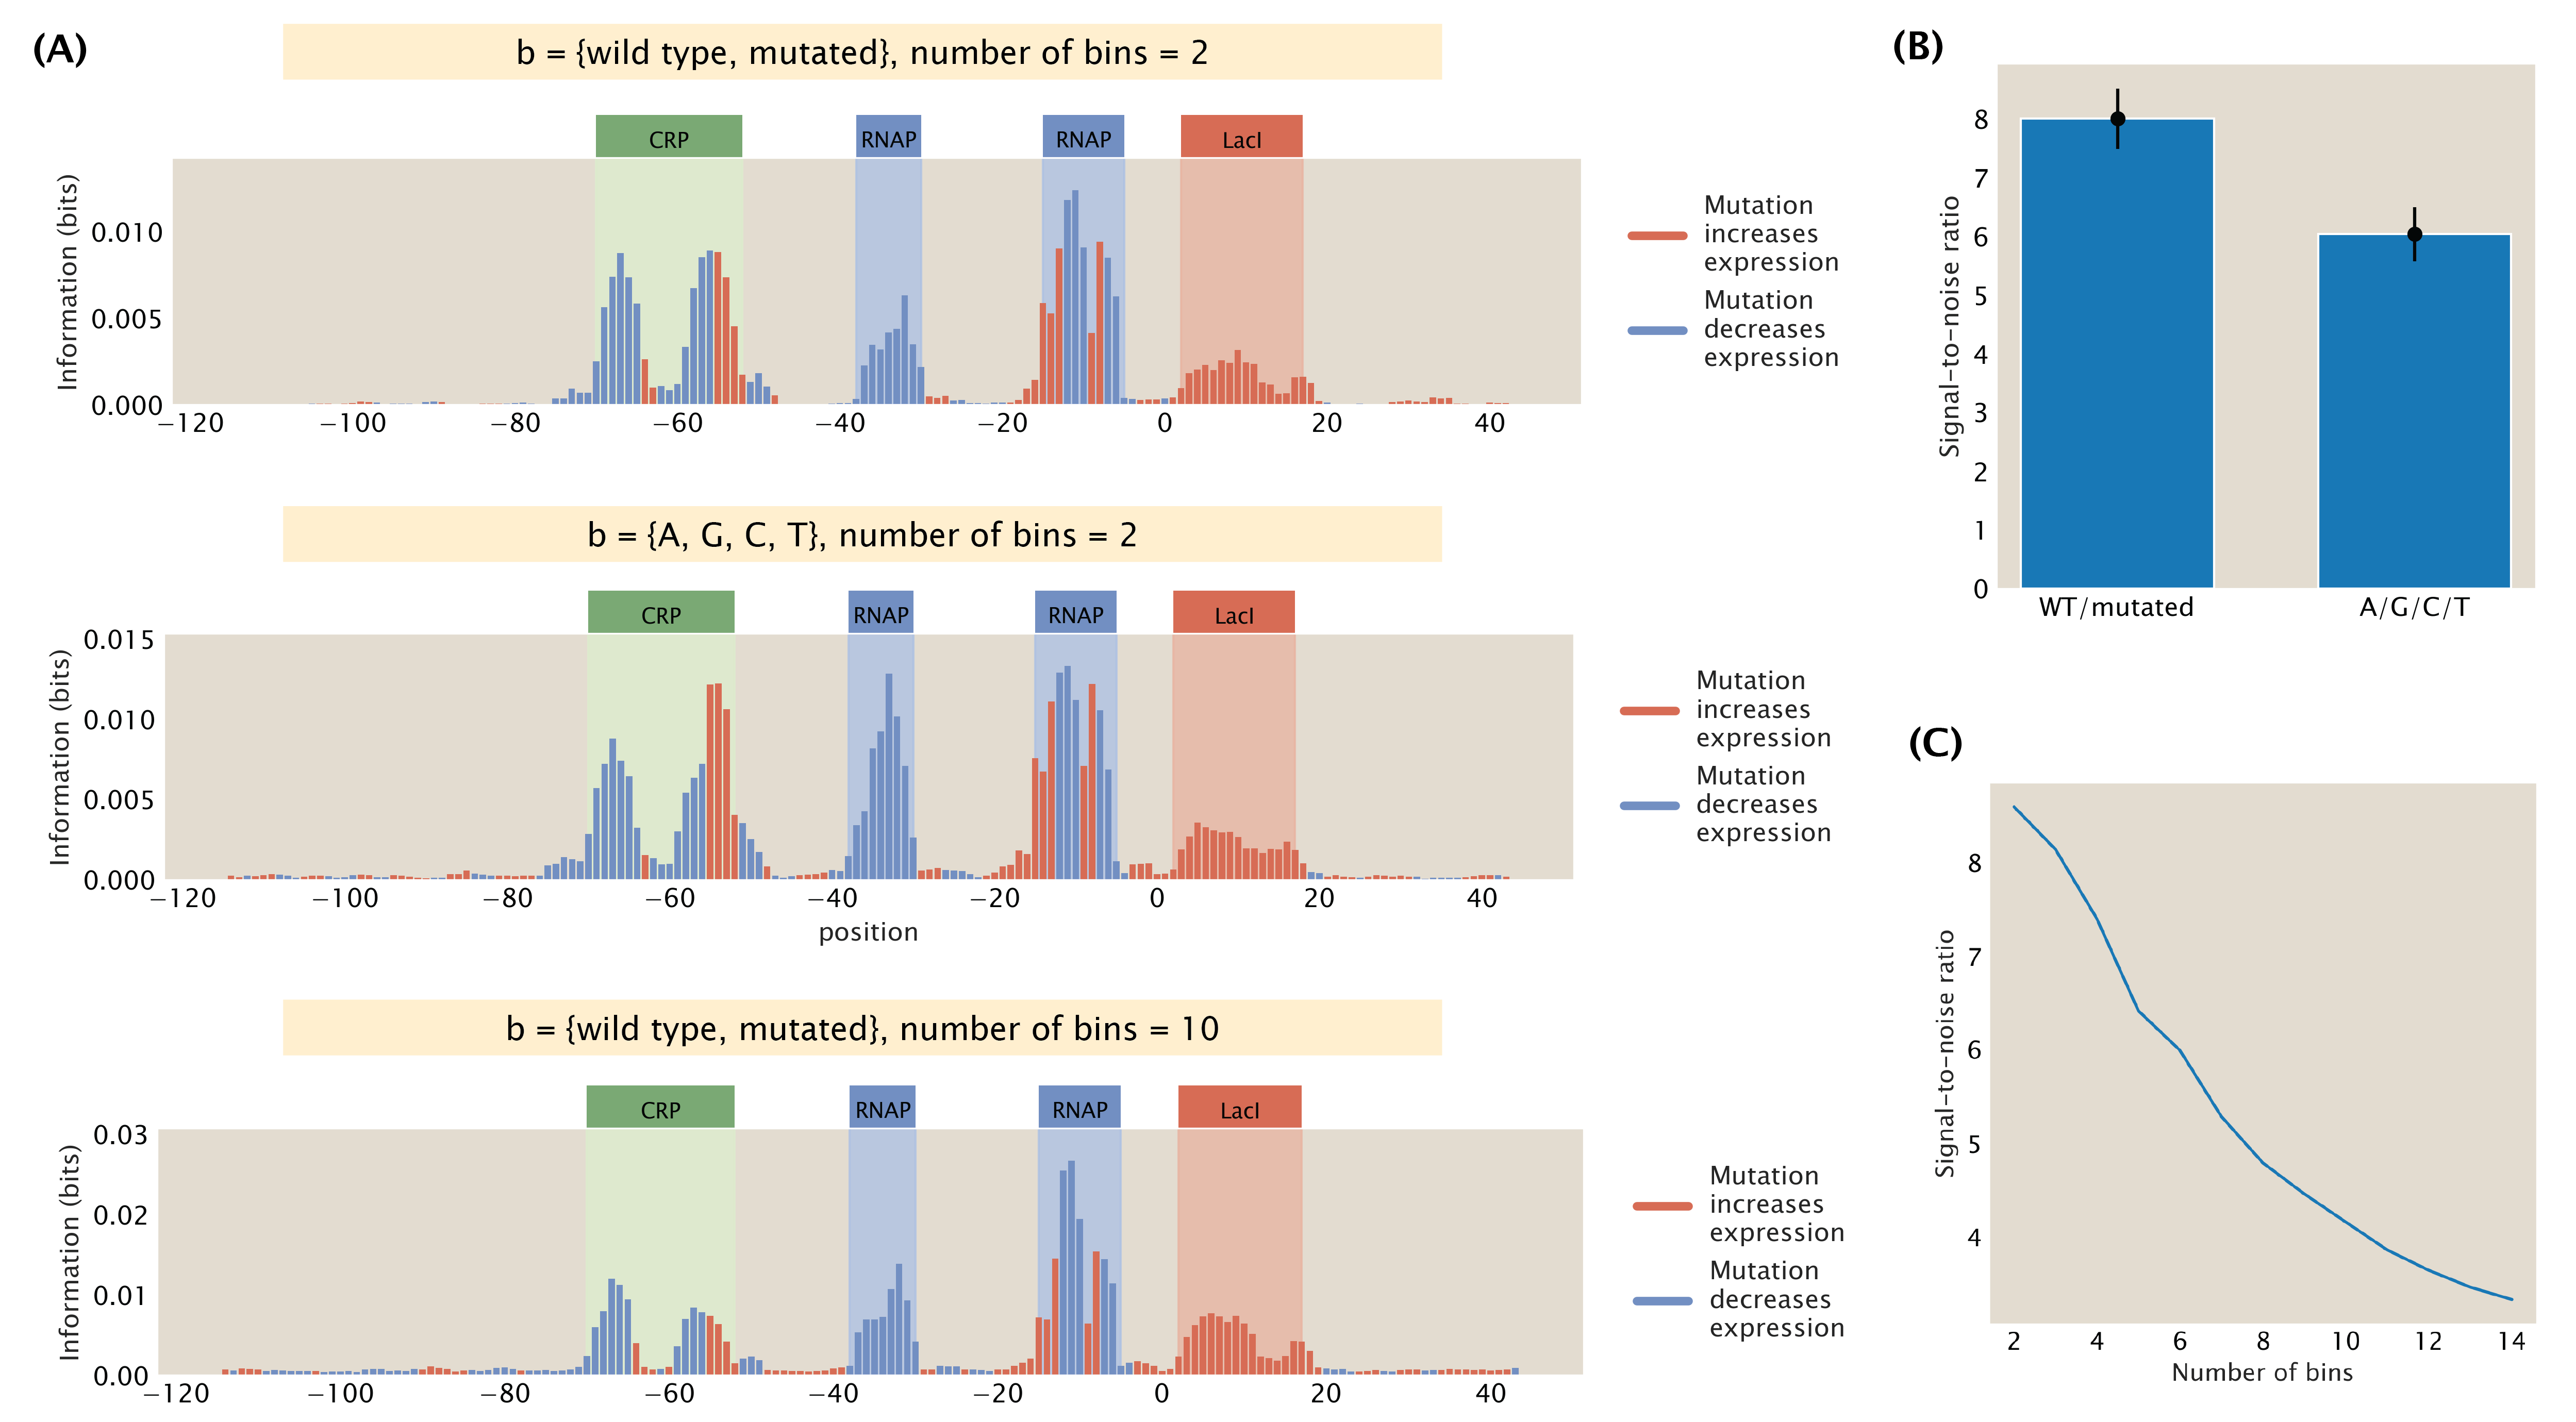 (A)
b = {wild type, mutated}, number of bins = 2
CRP
RNAP
RNAP
LacI
Information (bits)
0.010
0.005
0.000
−120
−100
−80
−60
−40
−20
0
20
40
Mutation
increases
expression
Mutation
decreases
expression
b = {A, G, C, T}, number of bins = 2
CRP
RNAP
RNAP
LacI
Information (bits)
0.015
0.010
0.005
0.000
−120
−100
−80
−60
−40
−20
0
20
40
position
Mutation
increases
expression
Mutation
decreases
expression
b = {wild type, mutated}, number of bins = 10
CRP
RNAP
RNAP
LacI
Information (bits)
0.03
0.02
0.01
0.00
−120
−100
−80
−60
−40
−20
0
20
40
Mutation
increases
expression
Mutation
decreases
expression
(B)
Signal−to−noise ratio
8
7
6
5
4
3
2
1
0
WT/mutated
A/G/C/T
(C)
Signal−to−noise ratio
8
7
6
5
4
2
4
6
8
10
12
14
Number of bins